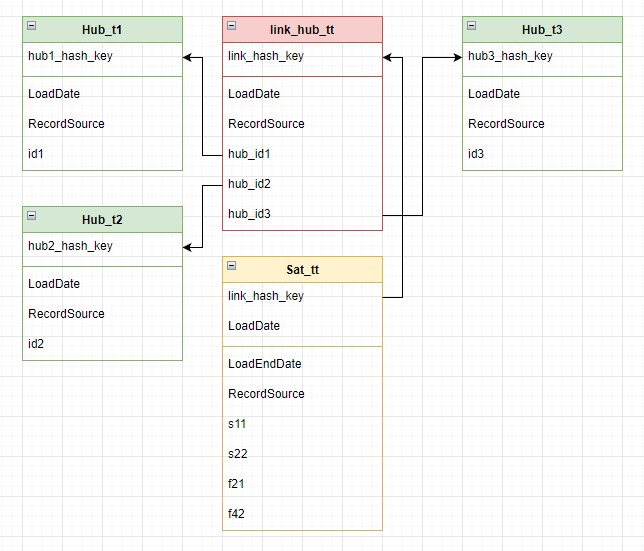 Hub_t1
hub1_hash_key
LoadDate
RecordSource
id1
link_hub_tt
link_hash_key
LoadDate
RecordSource
hub_id1
hub_id2
hub_id3
Hub_t3
hub3_hash_key
LoadDate
RecordSource
id3
Hub_t2
hub2_hash_key
LoadDate
RecordSource
id2
Sat_tt
link_hash_key
LoadDate
LoadEndDate
RecordSource
s11
s22
f21
f42